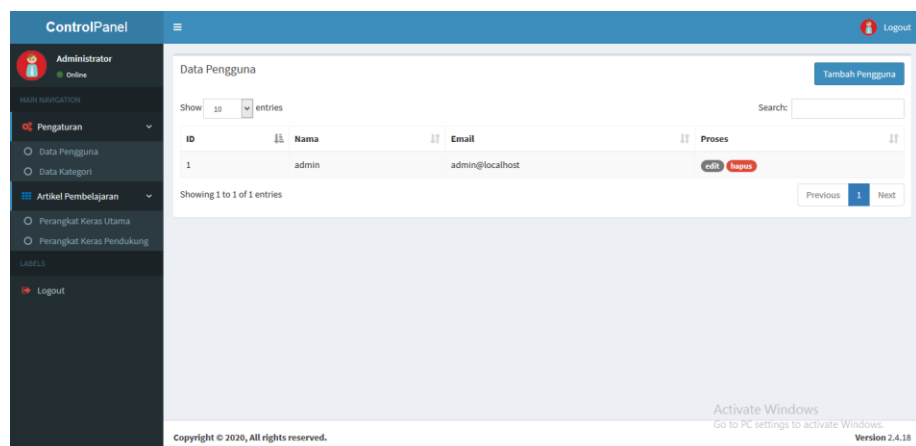 ControlPanel
Logout
Administrator
Online
MAIN NAVIGATION
Pengaturan
Data Pengguna
Data Kategori
Artikel Pembelajaran
Perangkat Keras Utama
Perangkat Keras Pendukung
LABELS
Logout
Data Pengguna
Tambah Pengguna
Show 10 entries
Search:
ID Nama Email Proses
1 admin admin@localhost edit hapus
Showing 1 to 1 of 1 entries
Previous 1 Next
Activate Windows
Go to PC settings to activate Windows.
Copyright © 2020, All rights reserved.
Version 2.4.18